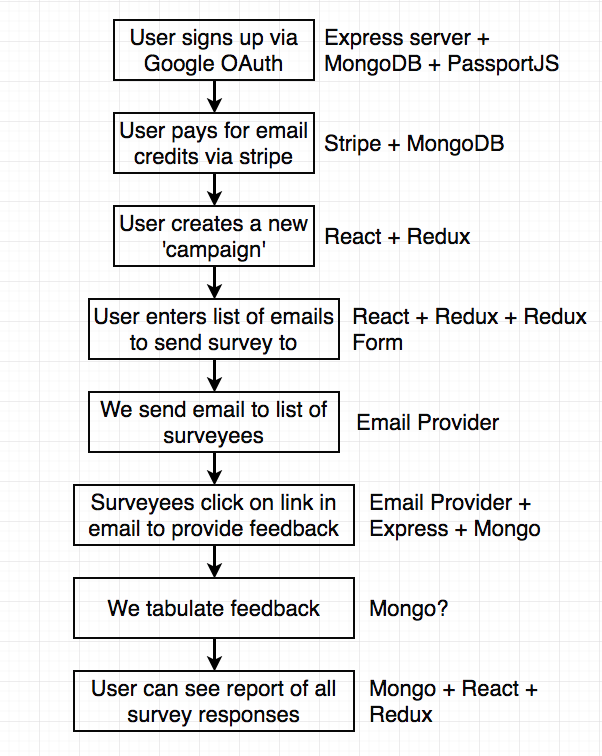 User signs up via
Google OAuth
Express server +
MongoDB + PassportJS
User pays for email
credits via stripe
Stripe + MongoDB
User creates a new
'campaign'
React + Redux
User enters list of emails
to send survey to
React + Redux + Redux
Form
We send email to list of
surveyees
Email Provider
Surveyees click on link in
email to provide feedback
Email Provider +
Express + Mongo
We tabulate feedback
Mongo?
User can see report of all
survey responses
Mongo + React +
Redux